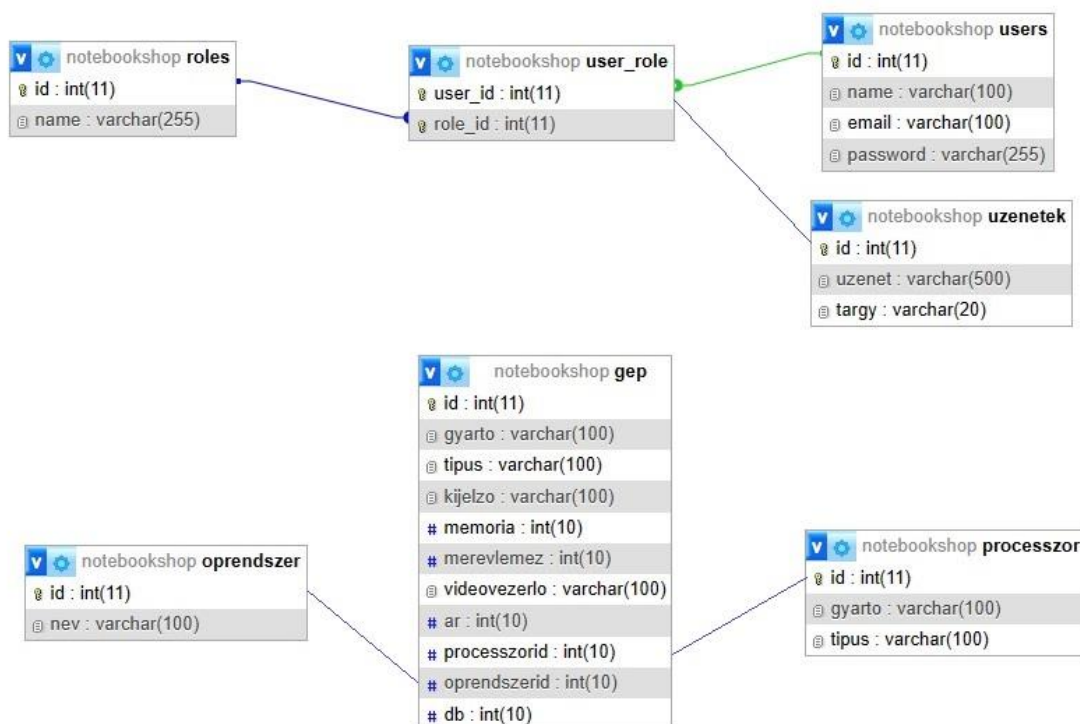 notebookshop roles
id : int(11)
name : varchar(255)
notebookshop user_role
user_id : int(11)
role_id : int(11)
notebookshop users
id : int(11)
name : varchar(100)
email : varchar(100)
password : varchar(255)
notebookshop uzenetek
id : int(11)
uzenet : varchar(500)
targy : varchar(20)
notebookshop gep
id : int(11)
gyarto : varchar(100)
tipus : varchar(100)
kijelzo : varchar(100)
# memoria : int(10)
# merevlemez : int(10)
videovezerlo : varchar(100)
# ar : int(10)
# processzorid : int(10)
# oprendszerid : int(10)
# db : int(10)
notebookshop oprendszer
id : int(11)
nev : varchar(100)
notebookshop processzor
id : int(11)
gyarto : varchar(100)
tipus : varchar(100)